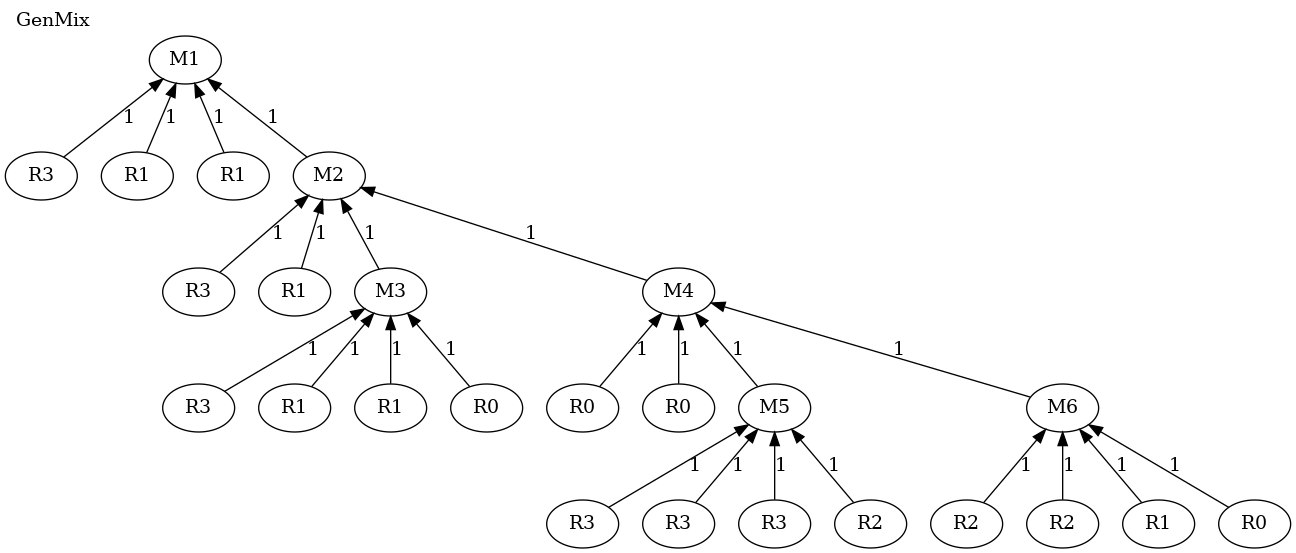 GenMix
M1
1 1 1 1
R3 R1 R1 M2
1 1 1 1
R3 R1 M3 M4
1 1 1 1 1 1 1 1
R3 R1 R1 R0 R0 R0 M5 M6
1 1 1 1 1 1 1 1
R3 R3 R3 R2 R2 R2 R1 R0